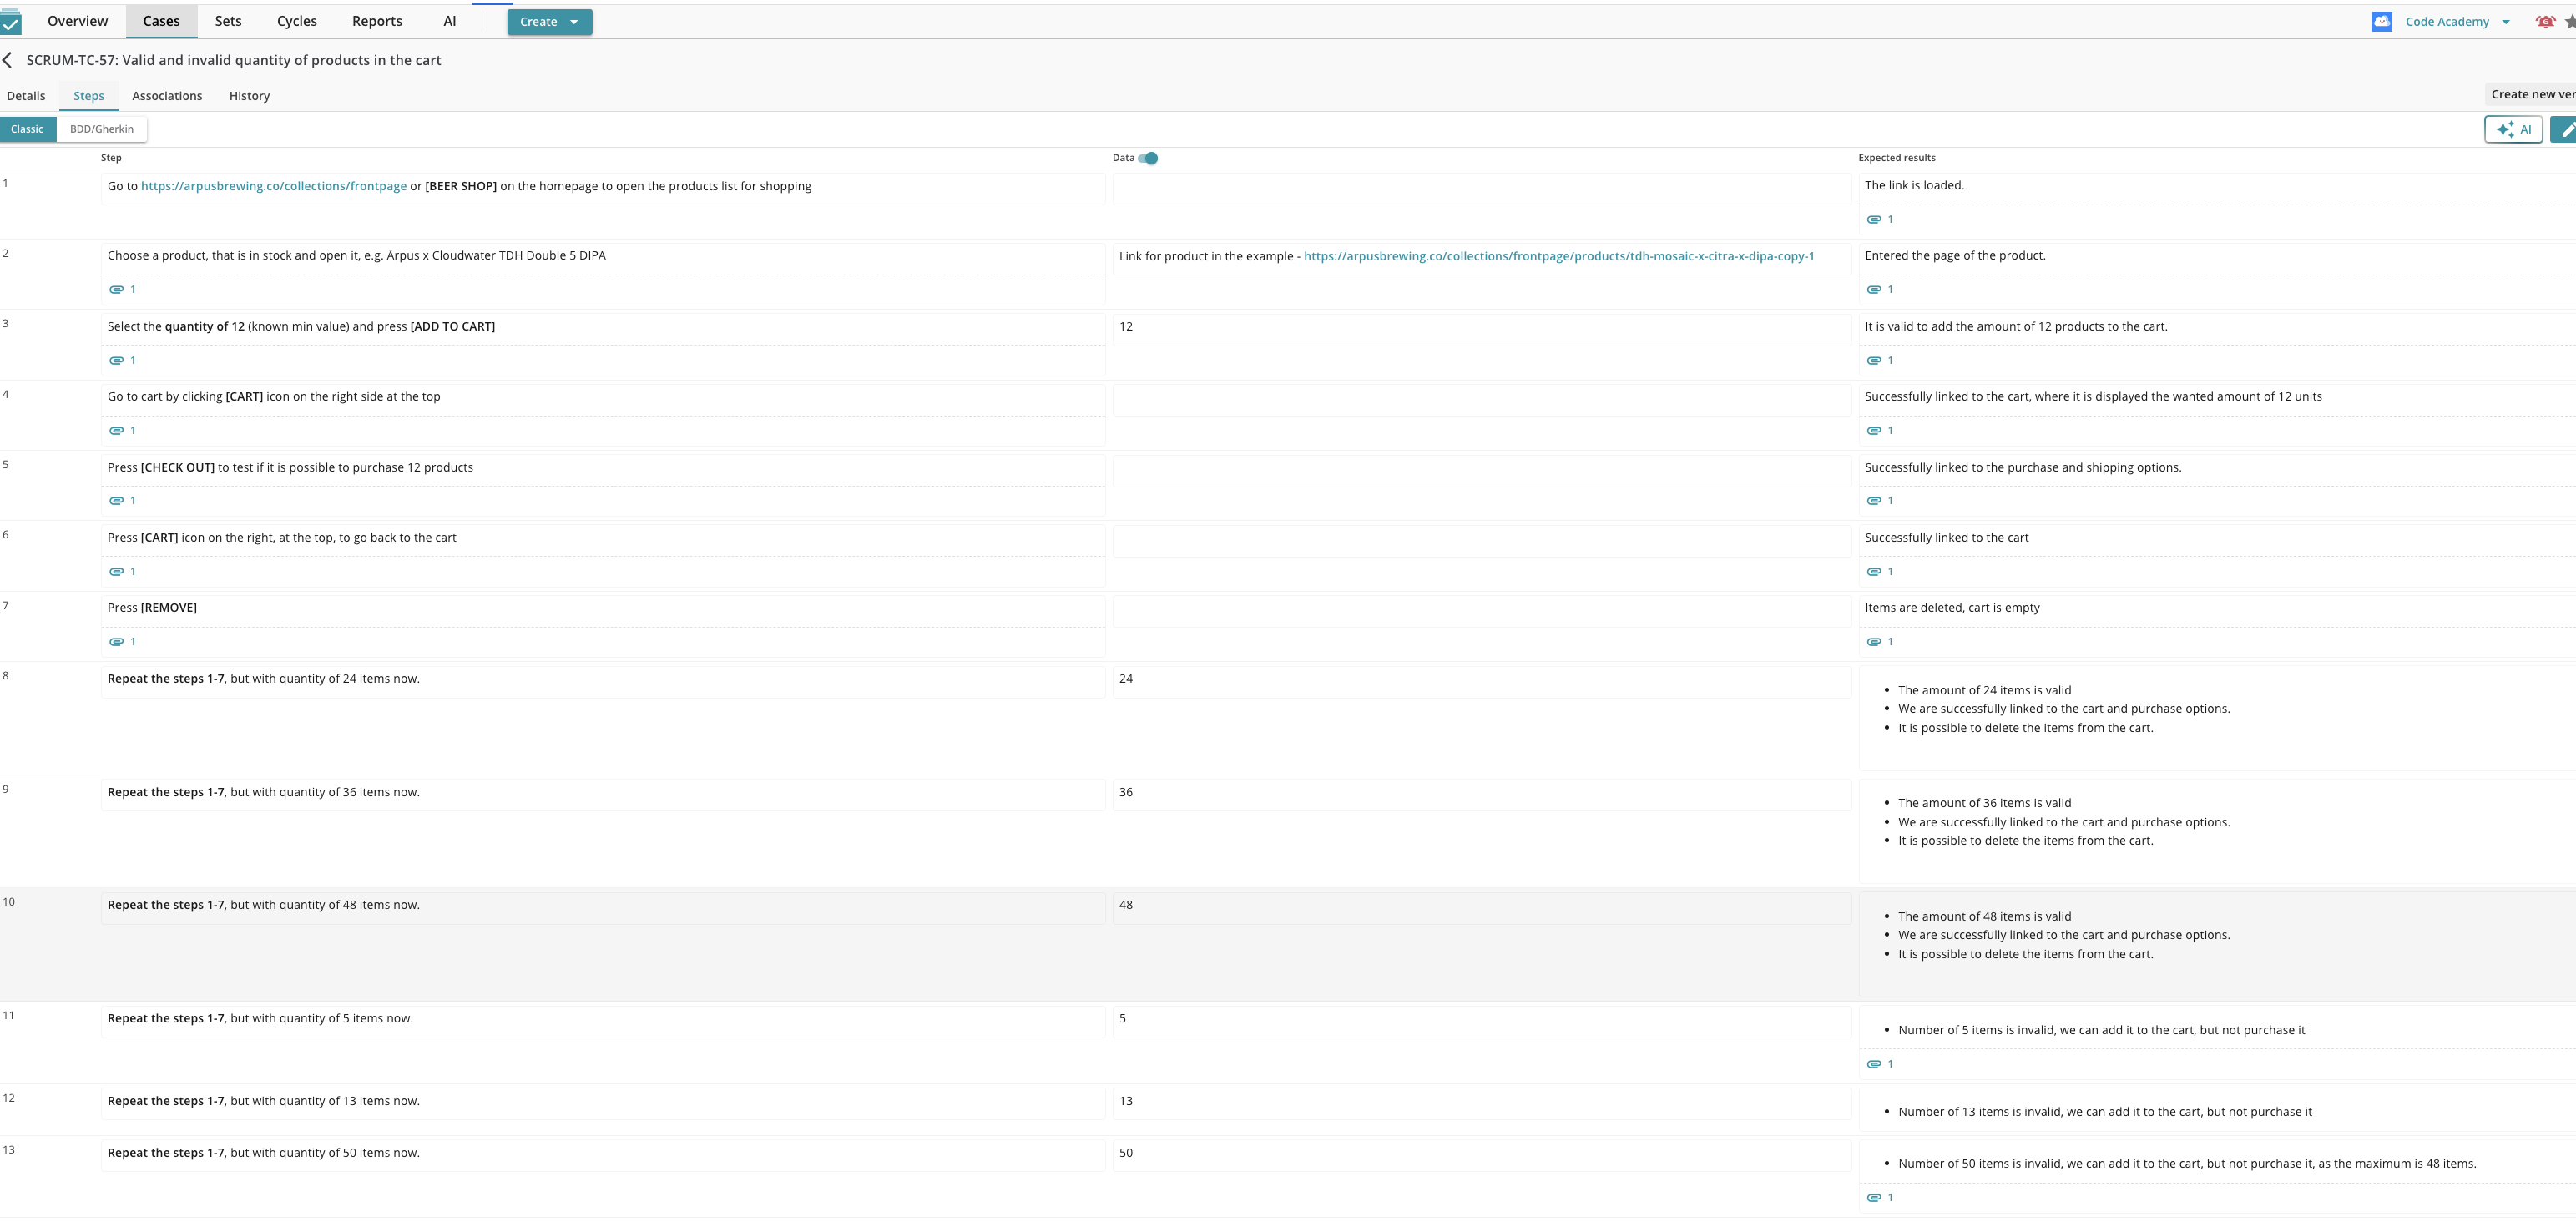 Overview Cases Sets Cycles Reports AI Create Code Academy
SCRUM-TC-57: Valid and invalid quantity of products in the cart
Details Steps Associations History Create new ver
Classic BDD/Gherkin AI
Step Data Expected results
1 Go to https://arpusbrewing.co/collections/frontpage or [BEER SHOP] on the homepage to open the products list for shopping The link is loaded.
1
2 Choose a product, that is in stock and open it, e.g. Ārpus x Cloudwater TDH Double 5 DIPA Link for product in the example - https://arpusbrewing.co/collections/frontpage/products/tdh-mosaic-x-citra-x-dipa-copy-1 Entered the page of the product.
1 1
3 Select the quantity of 12 (known min value) and press [ADD TO CART] 12 It is valid to add the amount of 12 products to the cart.
1 1
4 Go to cart by clicking [CART] icon on the right side at the top Successfully linked to the cart, where it is displayed the wanted amount of 12 units
1 1
5 Press [CHECK OUT] to test if it is possible to purchase 12 products Successfully linked to the purchase and shipping options.
1 1
6 Press [CART] icon on the right, at the top, to go back to the cart Successfully linked to the cart
1 1
7 Press [REMOVE] Items are deleted, cart is empty
1 1
8 Repeat the steps 1-7, but with quantity of 24 items now. 24
• The amount of 24 items is valid
• We are successfully linked to the cart and purchase options.
• It is possible to delete the items from the cart.
9 Repeat the steps 1-7, but with quantity of 36 items now. 36
• The amount of 36 items is valid
• We are successfully linked to the cart and purchase options.
• It is possible to delete the items from the cart.
10 Repeat the steps 1-7, but with quantity of 48 items now. 48
• The amount of 48 items is valid
• We are successfully linked to the cart and purchase options.
• It is possible to delete the items from the cart.
11 Repeat the steps 1-7, but with quantity of 5 items now. 5
• Number of 5 items is invalid, we can add it to the cart, but not purchase it
1
12 Repeat the steps 1-7, but with quantity of 13 items now. 13
• Number of 13 items is invalid, we can add it to the cart, but not purchase it
13 Repeat the steps 1-7, but with quantity of 50 items now. 50
• Number of 50 items is invalid, we can add it to the cart, but not purchase it, as the maximum is 48 items.
1